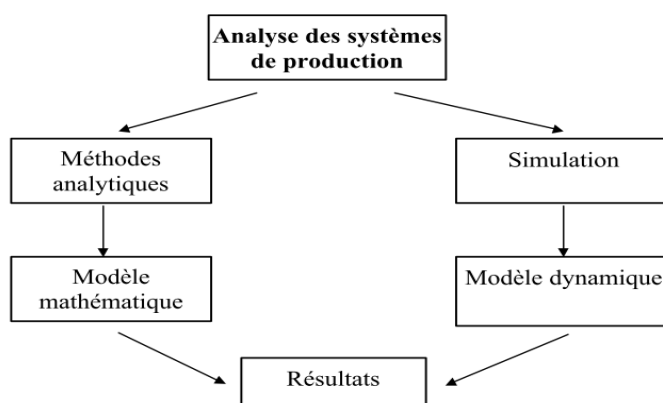 Analyse des systèmes
de production
Méthodes
analytiques
Simulation
Modèle
mathématique
Modèle dynamique
Résultats